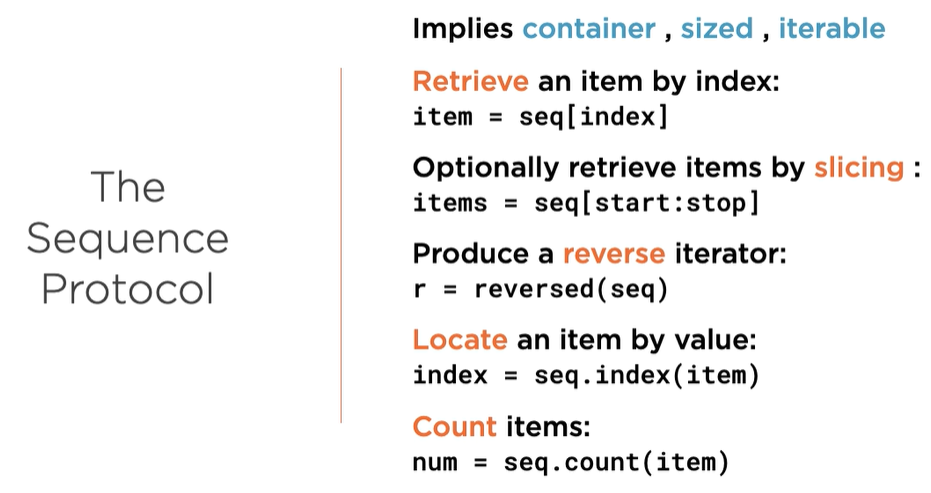 The
Sequence
Protocol
Implies container , sized , iterable
Retrieve an item by index:
item = seq[index]
Optionally retrieve items by slicing :
items = seq[start:stop]
Produce a reverse iterator:
r = reversed(seq)
Locate an item by value:
index = seq.index(item)
Count items:
num = seq.count(item)